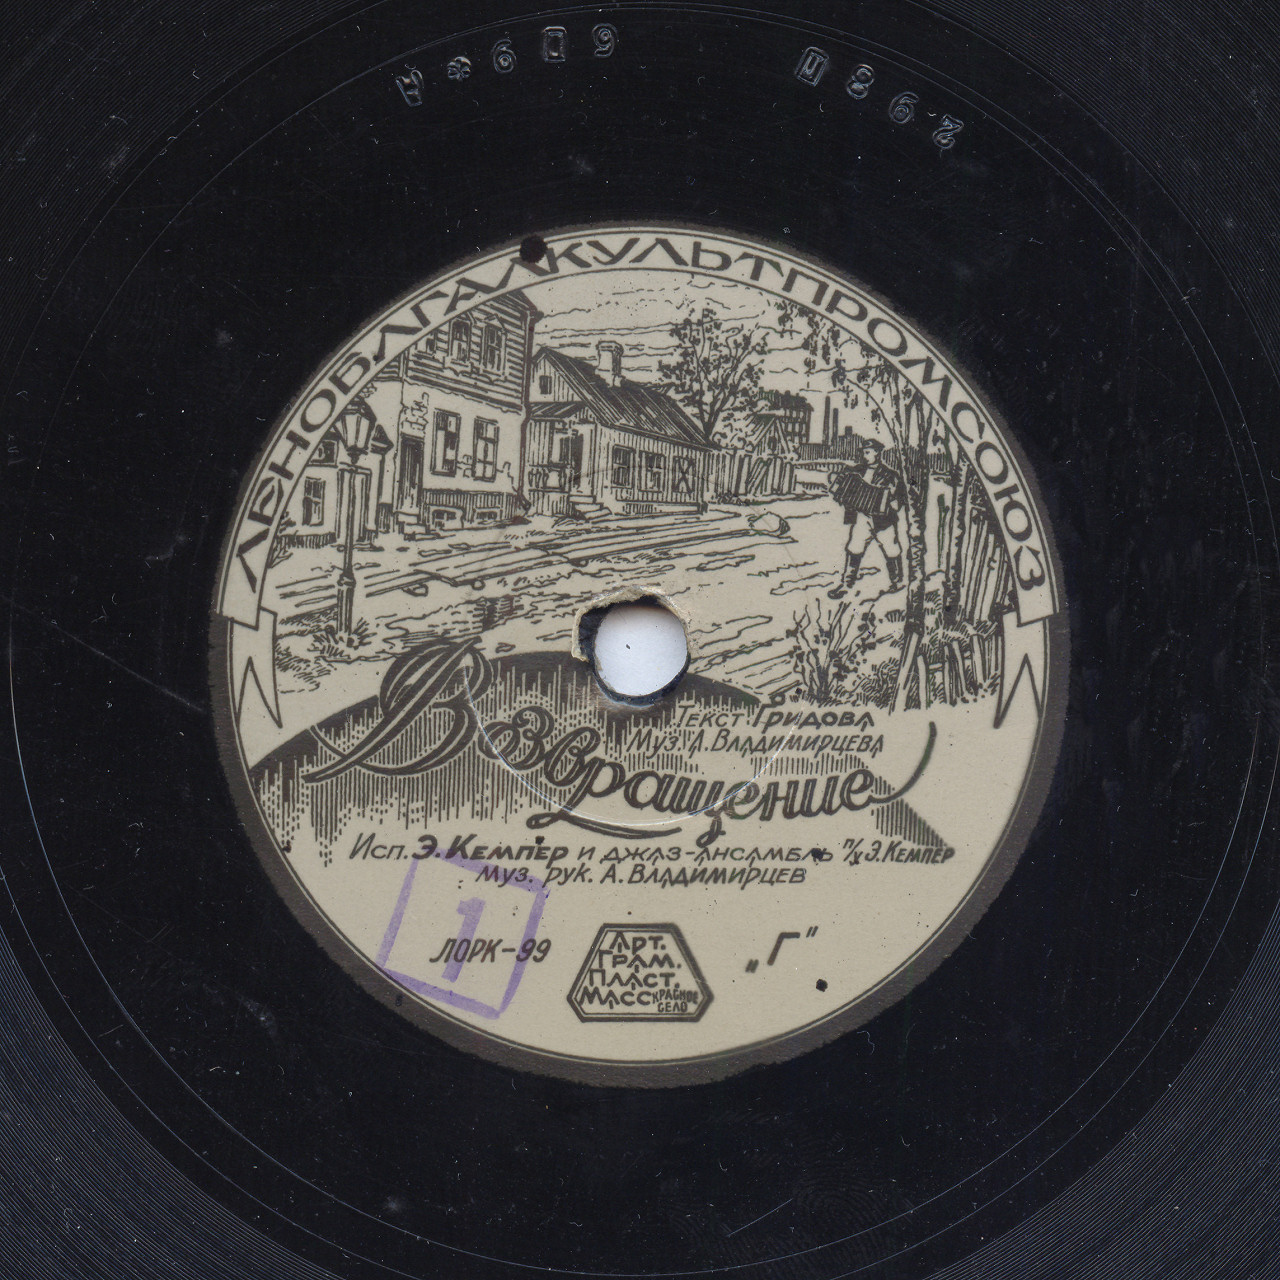 А*609
П862
ЛЕНОБЛГАЛКУЛЬТПРОМСОЮЗ
Текст Гридова
Муз. А. Владимирцева
Возвращение
Исп. Э. Кемпер и джаз-ансамбль п/у Э. Кемпер
муз. рук. А. Владимирцев
1
ЛОРК-99
Арт.
Грам.
Пласт.
Масс
Красное
Село
„Г"